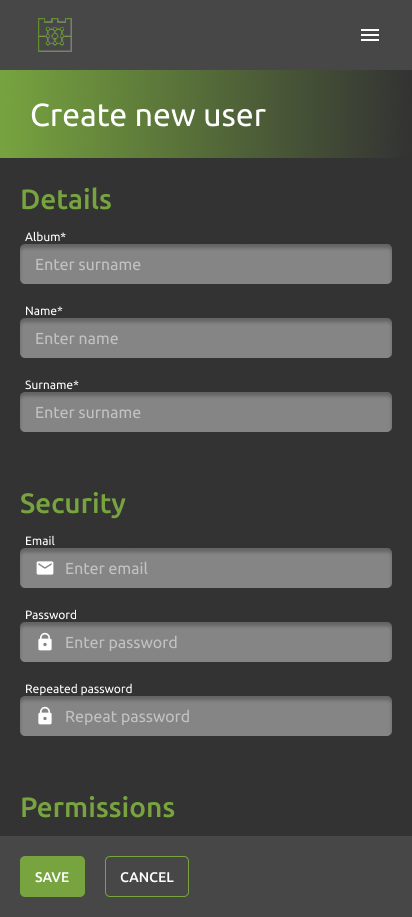 Create new user
Details
Album*
Enter surname
Name*
Enter name
Surname*
Enter surname
Security
Email
Enter email
Password
Enter password
Repeated password
Repeat password
Permissions
SAVE CANCEL